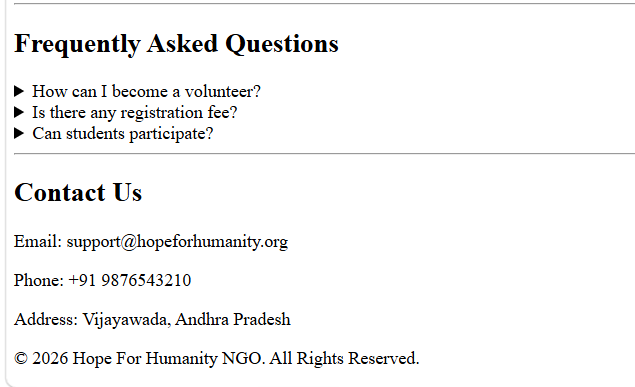 Frequently Asked Questions
How can I become a volunteer?
Is there any registration fee?
Can students participate?
Contact Us
Email: support@hopeforhumanity.org
Phone: +91 9876543210
Address: Vijayawada, Andhra Pradesh
© 2026 Hope For Humanity NGO. All Rights Reserved.